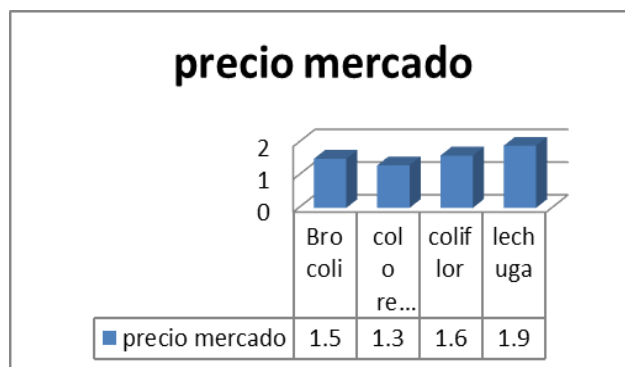 precio mercado
2
1
0
Bro coli
col o re...
colif lor
lech uga
precio mercado 1.5 1.3 1.6 1.9